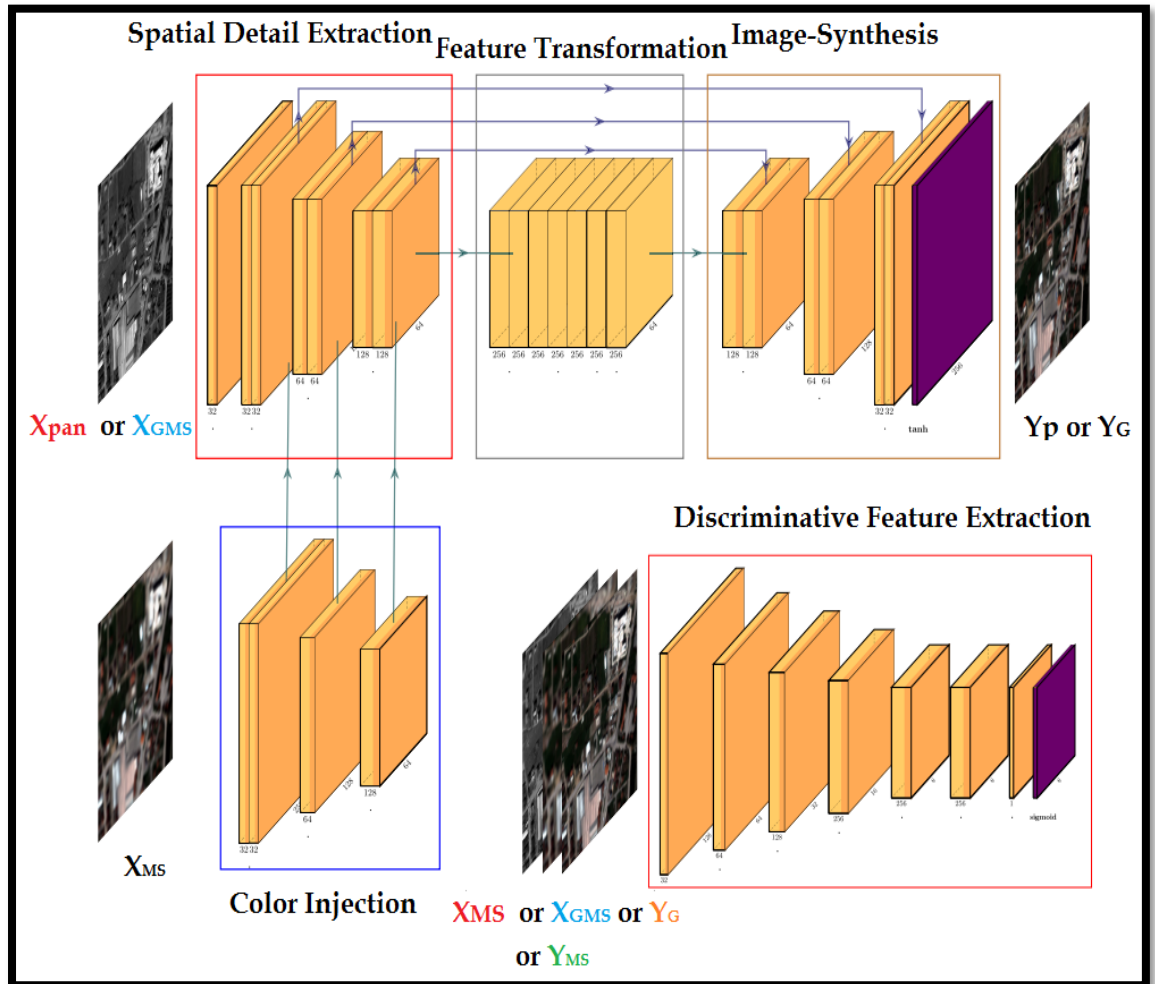 Spatial Detail Extraction
Feature Transformation
Image-Synthesis
32
32 32
64 64
128 128
64
256 256 256 256 256 256 256
64
128 128
64
64 64
128
32 32
256
tanh
Xpan or XGMS
Yp or YG
32 32
64
128
128
64
XMS
Color Injection
Discriminative Feature Extraction
32
128
64
64
128
32
256
16
256
256
1
sigmoid
XMS or XGMS or YG
or YMS